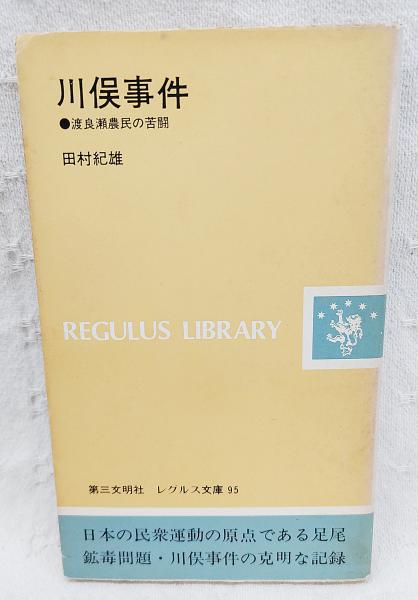 川俣事件
●渡良瀬農民の苦闘
田村紀雄
REGULUS LIBRARY
第三文明社 レグルス文庫 95
日本の民衆運動の原点である足尾
鉱毒問題・川俣事件の克明な記録